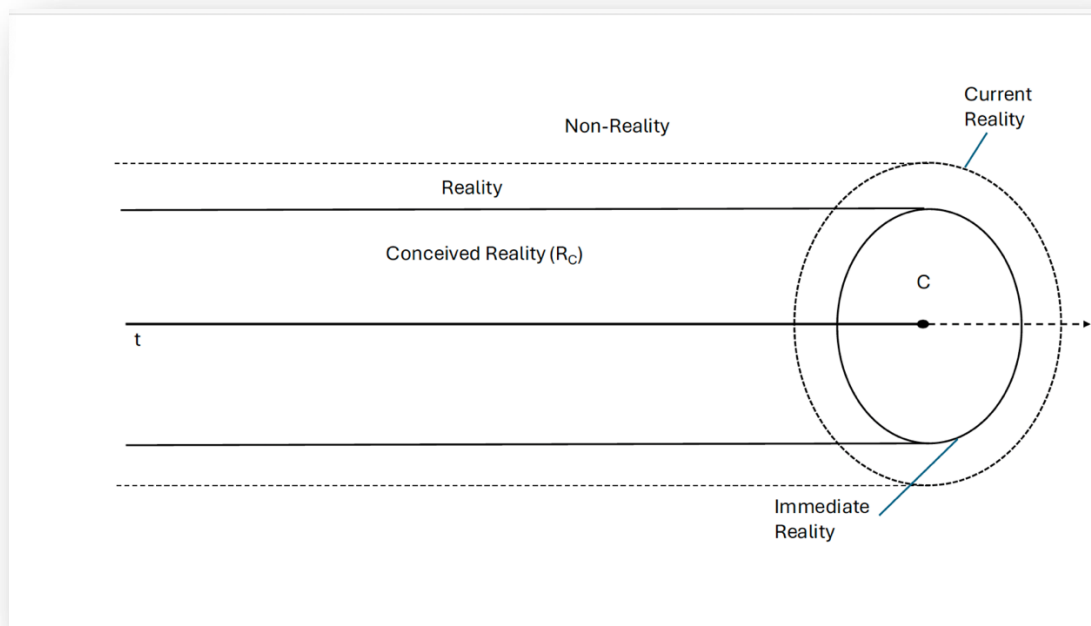 Current
Reality
Non-Reality
Reality
Conceived Reality (RC)
C
t
Immediate
Reality